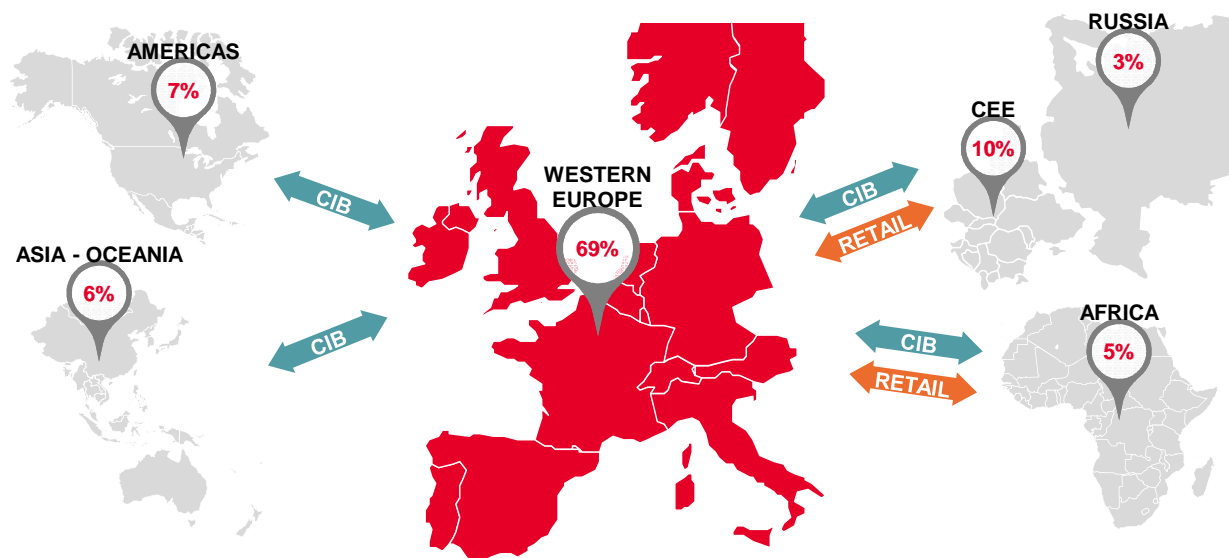 AMERICAS
7%
ASIA - OCEANIA
6%
CIB
CIB
WESTERN
EUROPE
69%
CIB
RETAIL
CIB
RETAIL
RUSSIA
3%
CEE
10%
AFRICA
5%